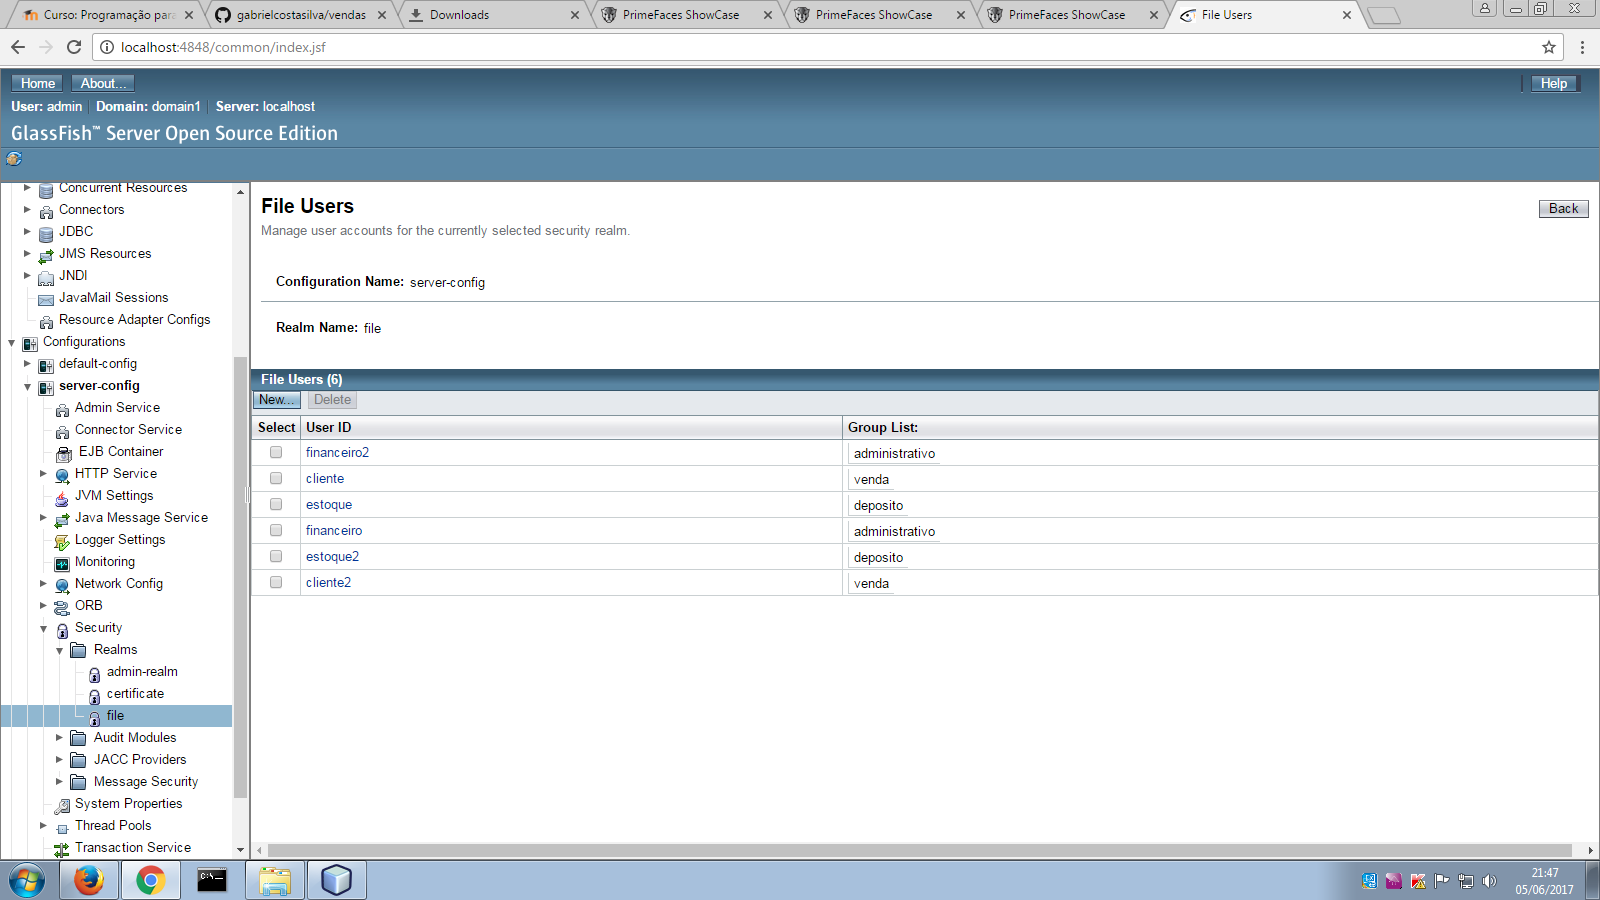 Curso: Programação para
gabrielcostasilva/vendas
Downloads
PrimeFaces ShowCase
PrimeFaces ShowCase
PrimeFaces ShowCase
File Users
localhost:4848/common/index.jsf
Home
About...
Help
User: admin
Domain: domain1
Server: localhost
GlassFish™ Server Open Source Edition
Concurrent Resources
Connectors
JDBC
JMS Resources
JNDI
JavaMail Sessions
Resource Adapter Configs
Configurations
default-config
server-config
Admin Service
Connector Service
EJB Container
HTTP Service
JVM Settings
Java Message Service
Logger Settings
Monitoring
Network Config
ORB
Security
Realms
admin-realm
certificate
file
Audit Modules
JACC Providers
Message Security
System Properties
Thread Pools
Transaction Service
File Users
Back
Manage user accounts for the currently selected security realm.
Configuration Name: server-config
Realm Name: file
File Users (6)
New...
Delete
Select User ID Group List:
financeiro2 administrativo
cliente venda
estoque deposito
financeiro administrativo
estoque2 deposito
cliente2 venda
C:\_
21:47
05/06/2017